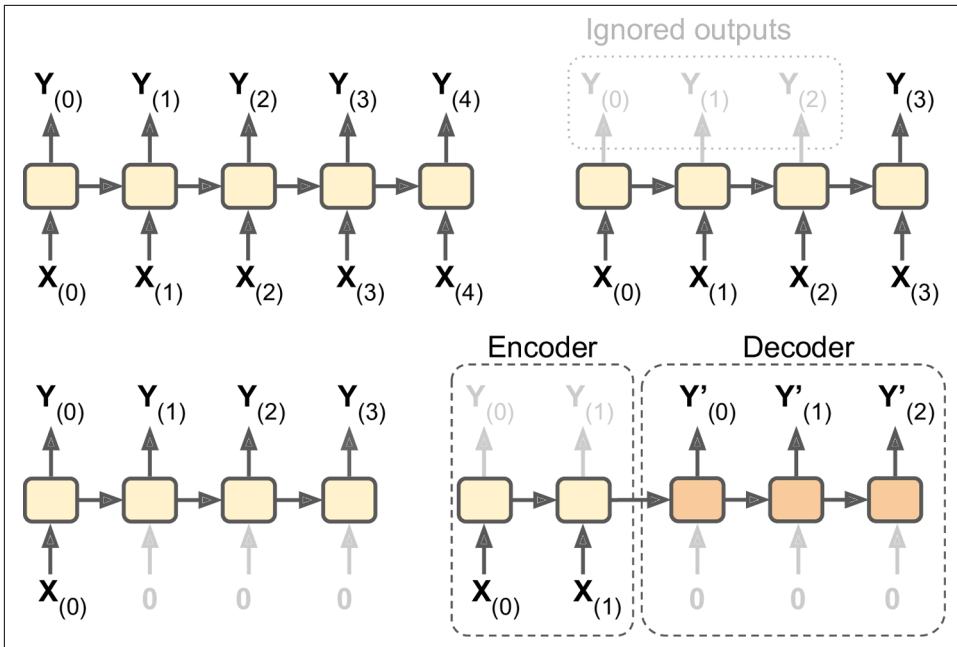 Ignored outputs
Y(0) Y(1) Y(2) Y(3) Y(4)
Y(0) Y(1) Y(2) Y(3)
X(0) X(1) X(2) X(3) X(4)
X(0) X(1) X(2) X(3)
Encoder Decoder
Y(0) Y(1) Y(2) Y(3)
Y(0) Y(1) Y’(0) Y’(1) Y’(2)
X(0) 0 0 0
X(0) X(1) 0 0 0